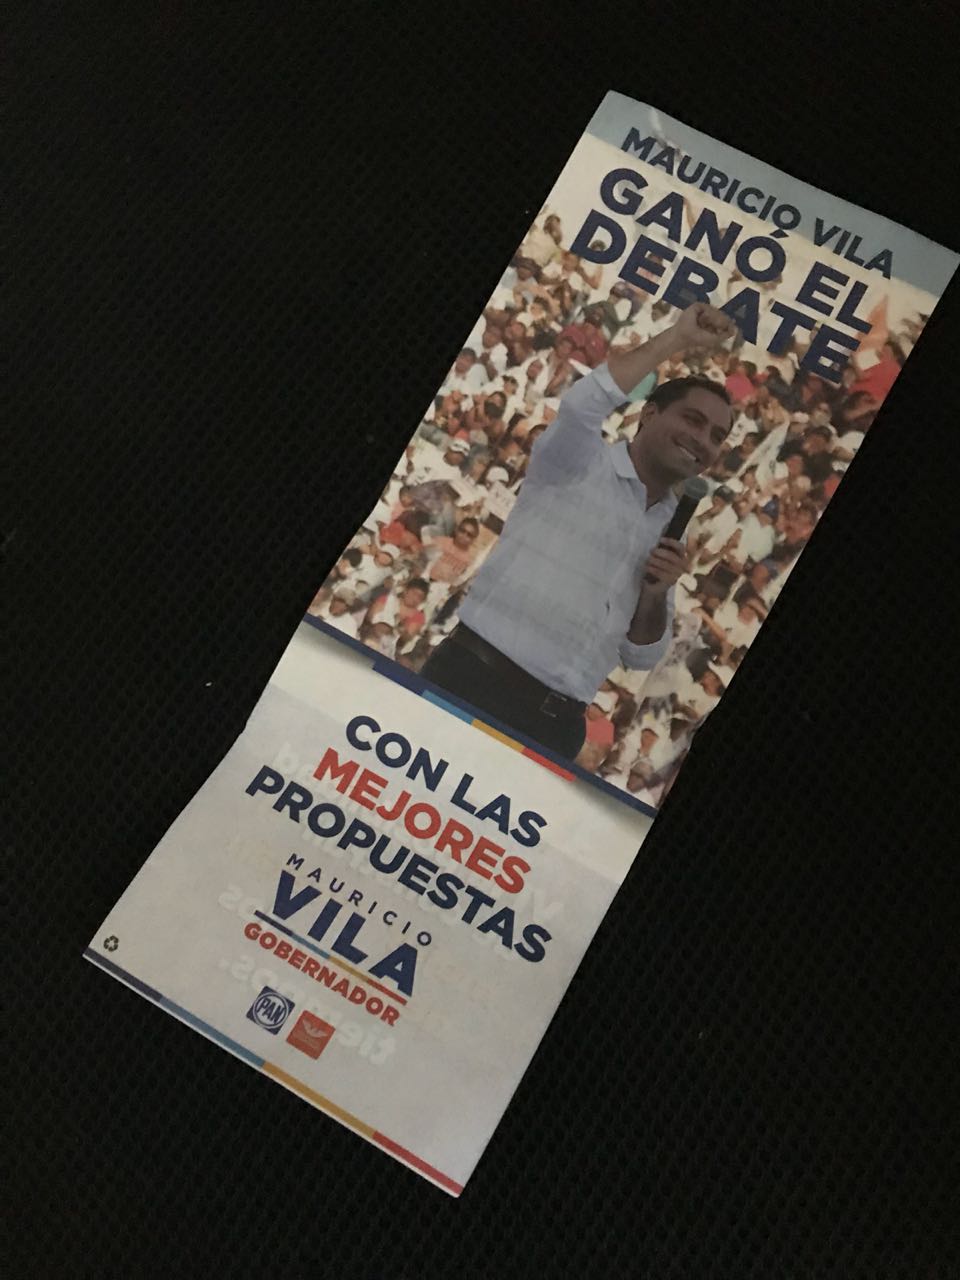 MAURICIO VILA
GANÓ EL
DEBATE
CON LAS
MEJORES
PROPUESTAS
MAURICIO
VILA
GOBERNADOR
PAN